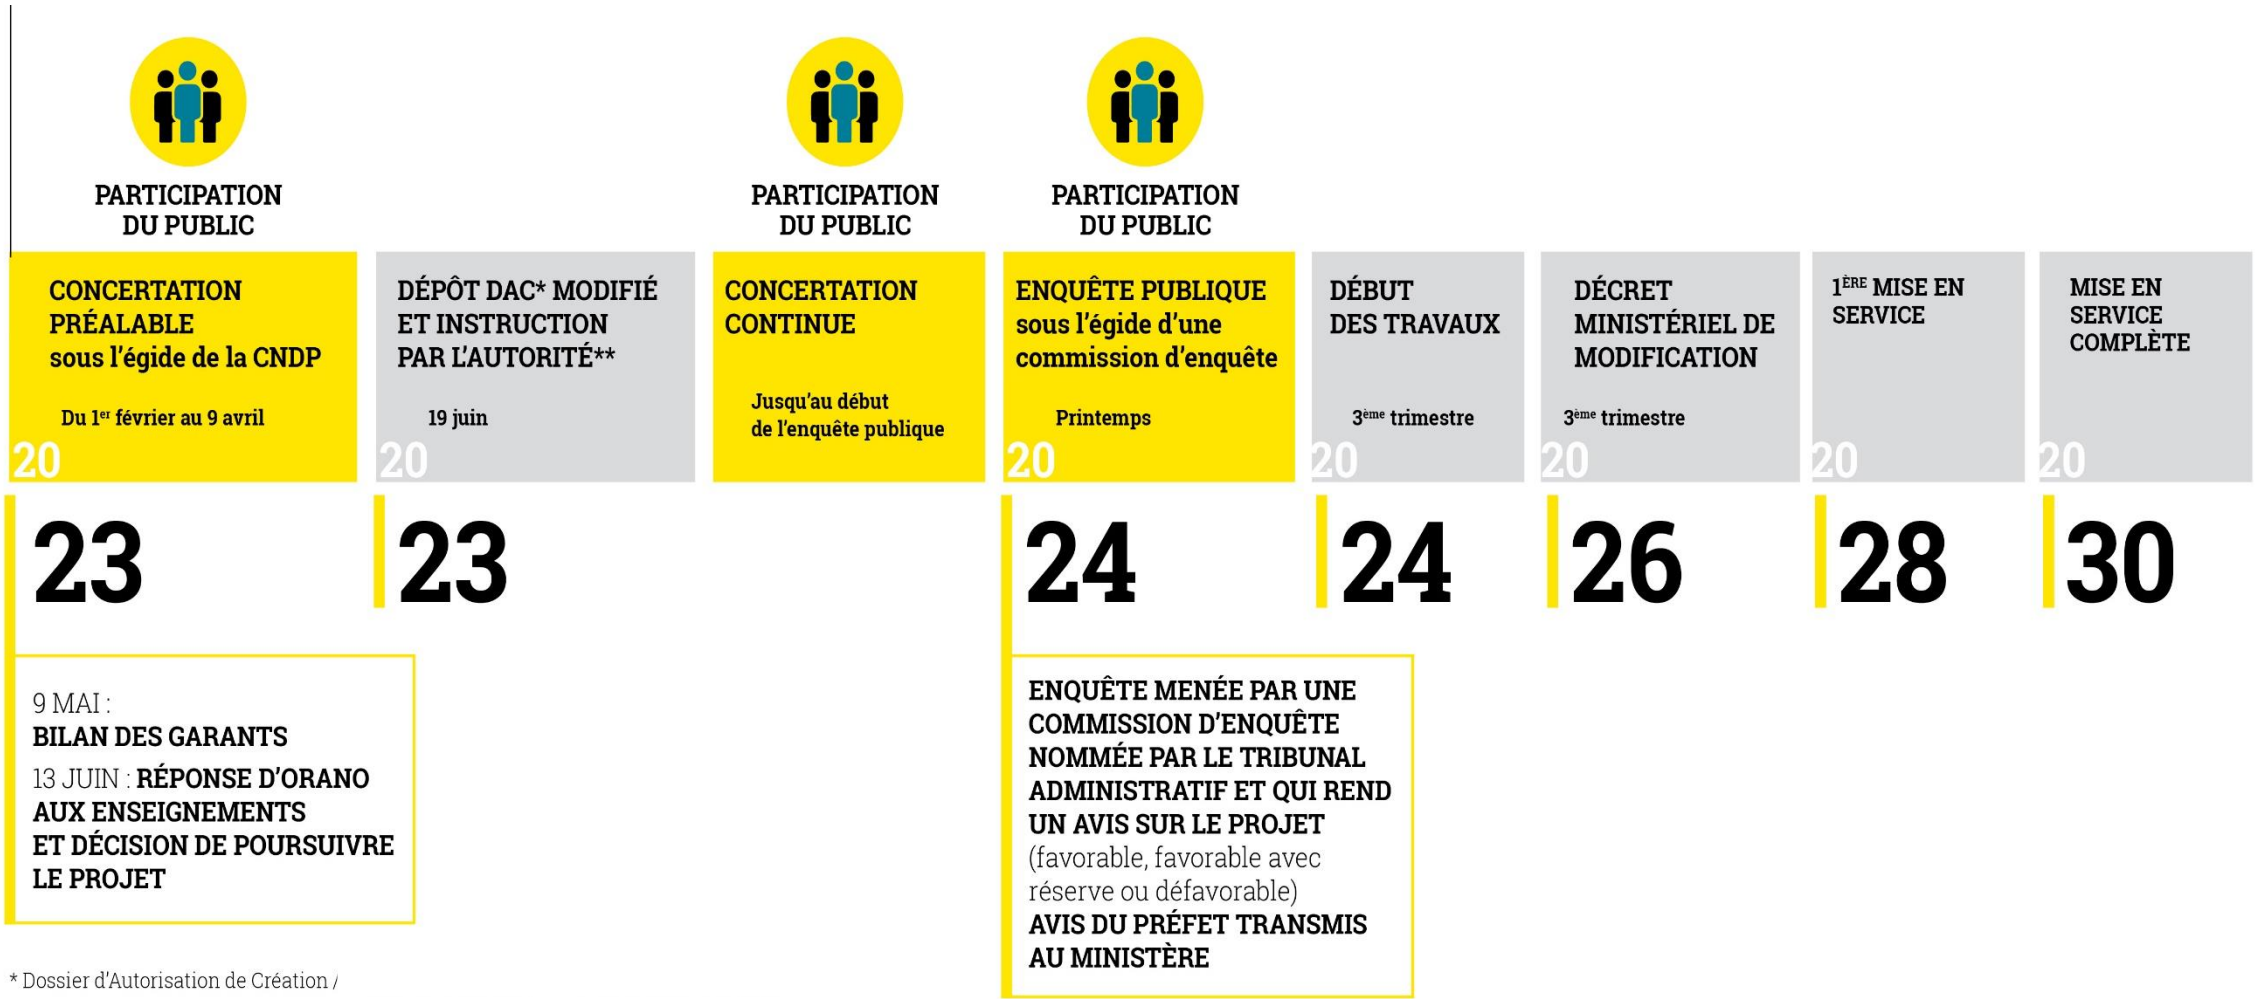 PARTICIPATION
DU PUBLIC
PARTICIPATION
DU PUBLIC
PARTICIPATION
DU PUBLIC
CONCERTATION
PRÉALABLE
sous l'égide de la CNDP
Du 1er février au 9 avril
20
23
DÉPÔT DAC* MODIFIÉ
ET INSTRUCTION
PAR L'AUTORITÉ**
19 juin
20
23
CONCERTATION
CONTINUE
Jusqu'au début
de l'enquête publique
ENQUÊTE PUBLIQUE
sous l'égide d'une
commission d'enquête
Printemps
20
24
DÉBUT
DES TRAVAUX
3ème trimestre
20
24
DÉCRET
MINISTÉRIEL DE
MODIFICATION
3ème trimestre
20
26
1ÈRE MISE EN
SERVICE
20
28
MISE EN
SERVICE
COMPLÈTE
20
30
9 MAI :
BILAN DES GARANTS
13 JUIN : RÉPONSE D'ORANO
AUX ENSEIGNEMENTS
ET DÉCISION DE POURSUIVRE
LE PROJET
ENQUÊTE MENÉE PAR UNE
COMMISSION D'ENQUÊTE
NOMMÉE PAR LE TRIBUNAL
ADMINISTRATIF ET QUI REND
UN AVIS SUR LE PROJET
(favorable, favorable avec
réserve ou défavorable)
AVIS DU PRÉFET TRANSMIS
AU MINISTÈRE
* Dossier d'Autorisation de Création /